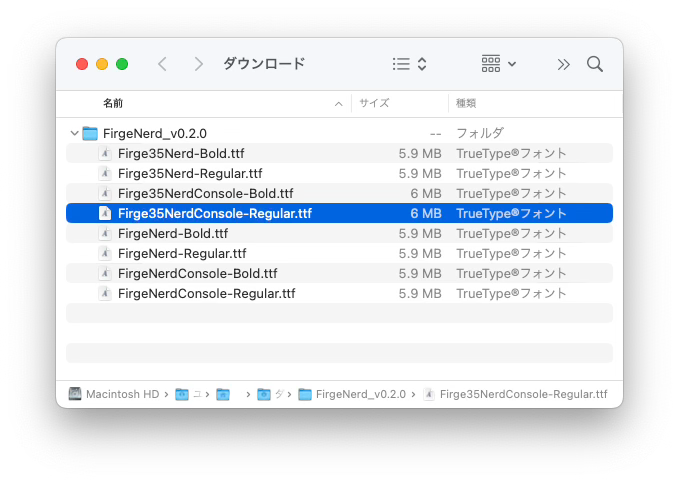 ダウンロード
名前 サイズ 種類
FirgeNerd_v0.2.0 -- フォルダ
Firge35Nerd-Bold.ttf 5.9 MB TrueType®フォント
Firge35Nerd-Regular.ttf 5.9 MB TrueType®フォント
Firge35NerdConsole-Bold.ttf 6 MB TrueType®フォント
Firge35NerdConsole-Regular.ttf 6 MB TrueType®フォント
FirgeNerd-Bold.ttf 5.9 MB TrueType®フォント
FirgeNerd-Regular.ttf 5.9 MB TrueType®フォント
FirgeNerdConsole-Bold.ttf 5.9 MB TrueType®フォント
FirgeNerdConsole-Regular.ttf 5.9 MB TrueType®フォント
Macintosh HD › ユ › › ダ › FirgeNerd_v0.2.0 › Firge35NerdConsole-Regular.ttf